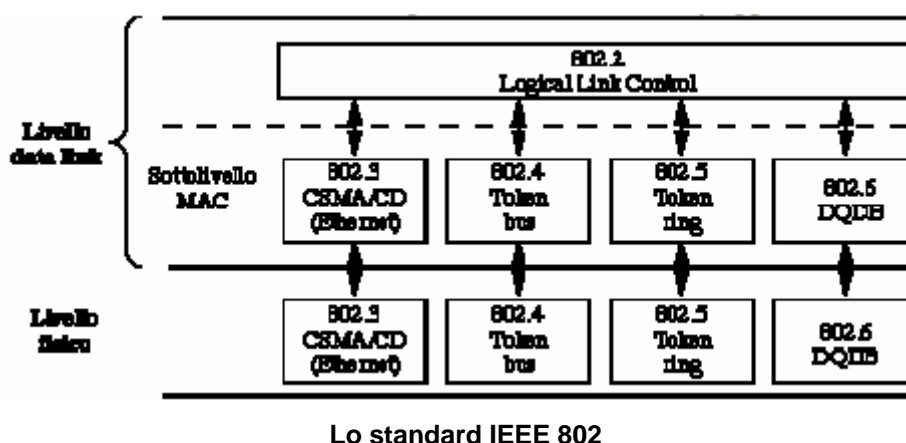 802.2
Logical Link Control
Livello
data link
Sottolivello
MAC
802.3
CSMA/CD
(Ethernet)
802.4
Token
bus
802.5
Token
ring
802.6
DQDB
Livello
fisico
802.3
CSMA/CD
(Ethernet)
802.4
Token
bus
802.5
Token
ring
802.6
DQDB
Lo standard IEEE 802